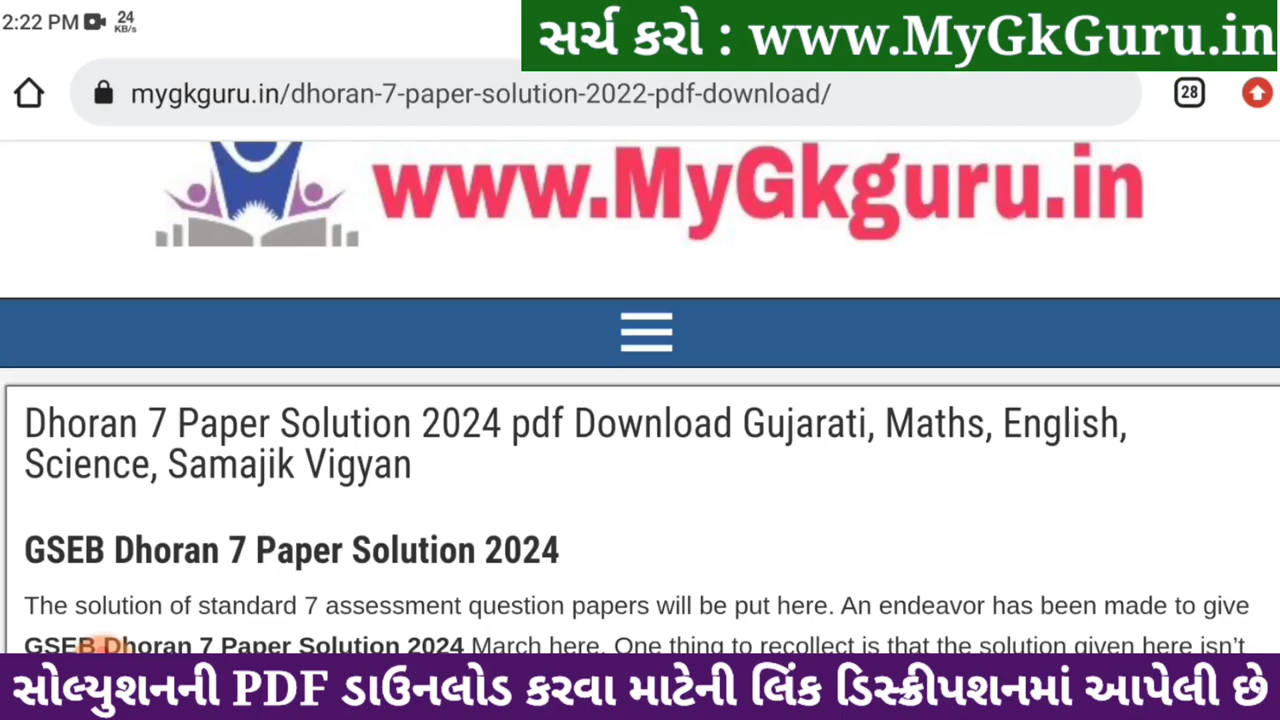 2:22 PM 24 KB/s
સર્ચ કરો : www.MyGkGuru.in
mygkguru.in/dhoran-7-paper-solution-2022-pdf-download/
28
www.MyGkguru.in
Dhoran 7 Paper Solution 2024 pdf Download Gujarati, Maths, English,
Science, Samajik Vigyan
GSEB Dhoran 7 Paper Solution 2024
The solution of standard 7 assessment question papers will be put here. An endeavor has been made to give
GSEB Dhoran 7 Paper Solution 2024 March here. One thing to recollect is that the solution given here isn't
સોલ્યુશનની PDF ડાઉનલોડ કરવા માટેની લિંક ડિસ્ક્રીપશનમાં આપેલી છે